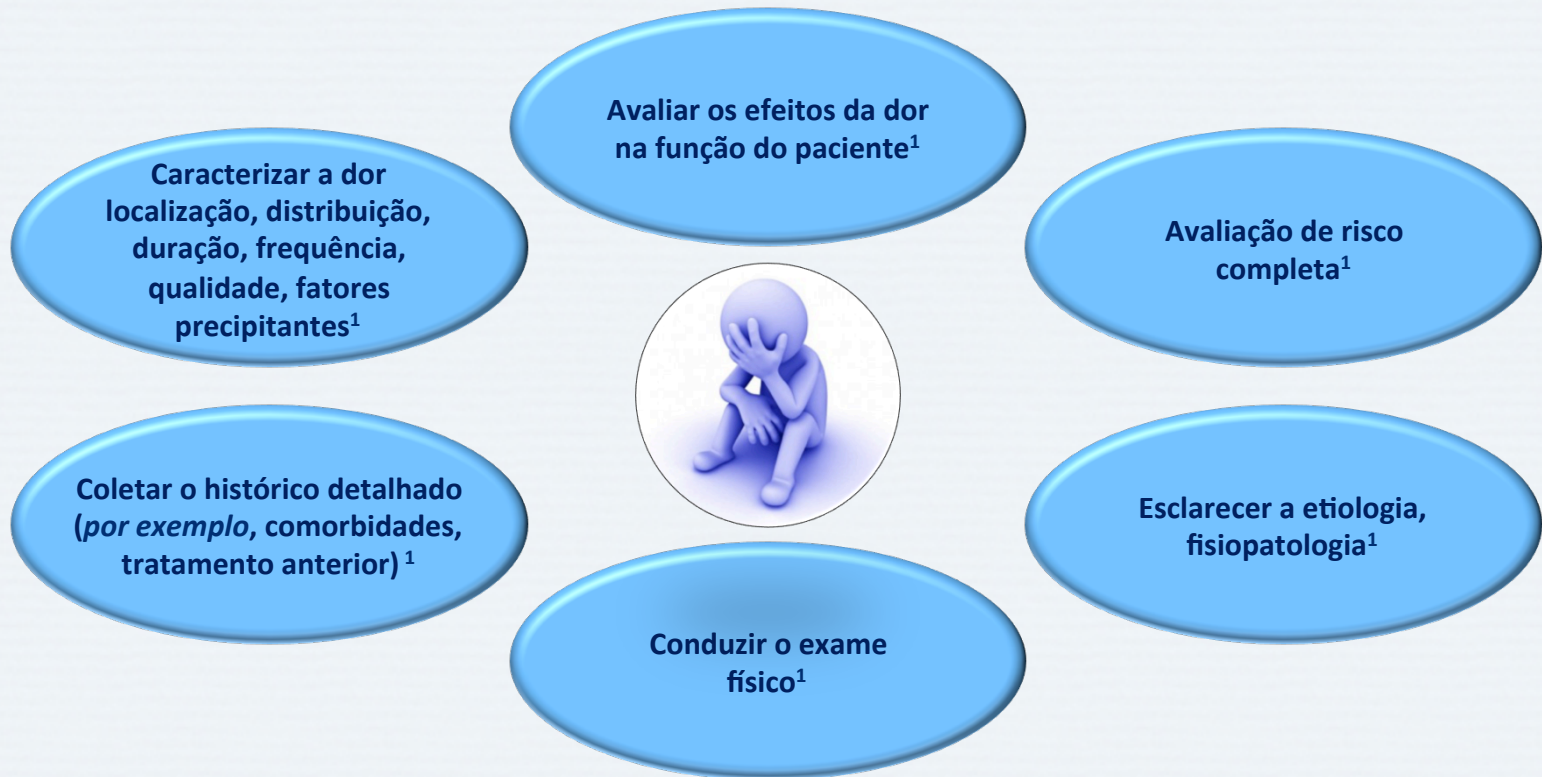 Avaliar os efeitos da dor
na função do paciente¹
Caracterizar a dor
localização, distribuição,
duração, frequência,
qualidade, fatores
precipitantes¹
Avaliação de risco
completa¹
Coletar o histórico detalhado
(por exemplo, comorbidades,
tratamento anterior) ¹
Esclarecer a etiologia,
fisiopatologia¹
Conduzir o exame
físico¹